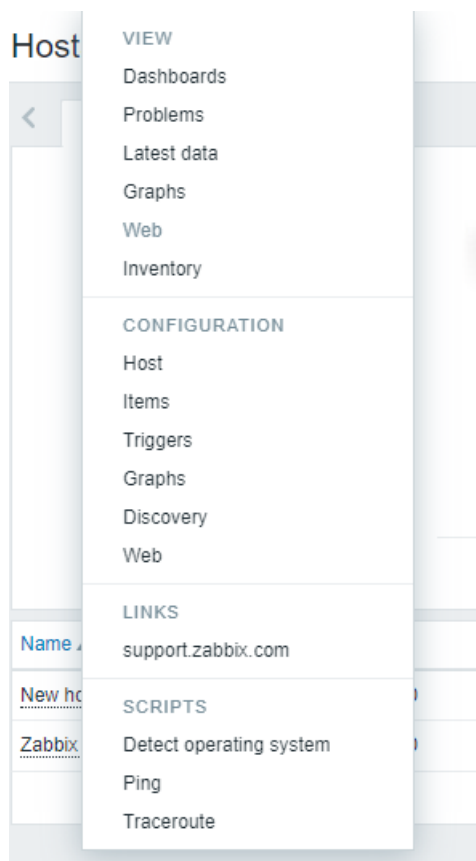 Host
VIEW
Dashboards
Problems
Latest data
Graphs
Web
Inventory
CONFIGURATION
Host
Items
Triggers
Graphs
Discovery
Web
LINKS
support.zabbix.com
Name
New ho
SCRIPTS
Zabbix
Detect operating system
Ping
Traceroute